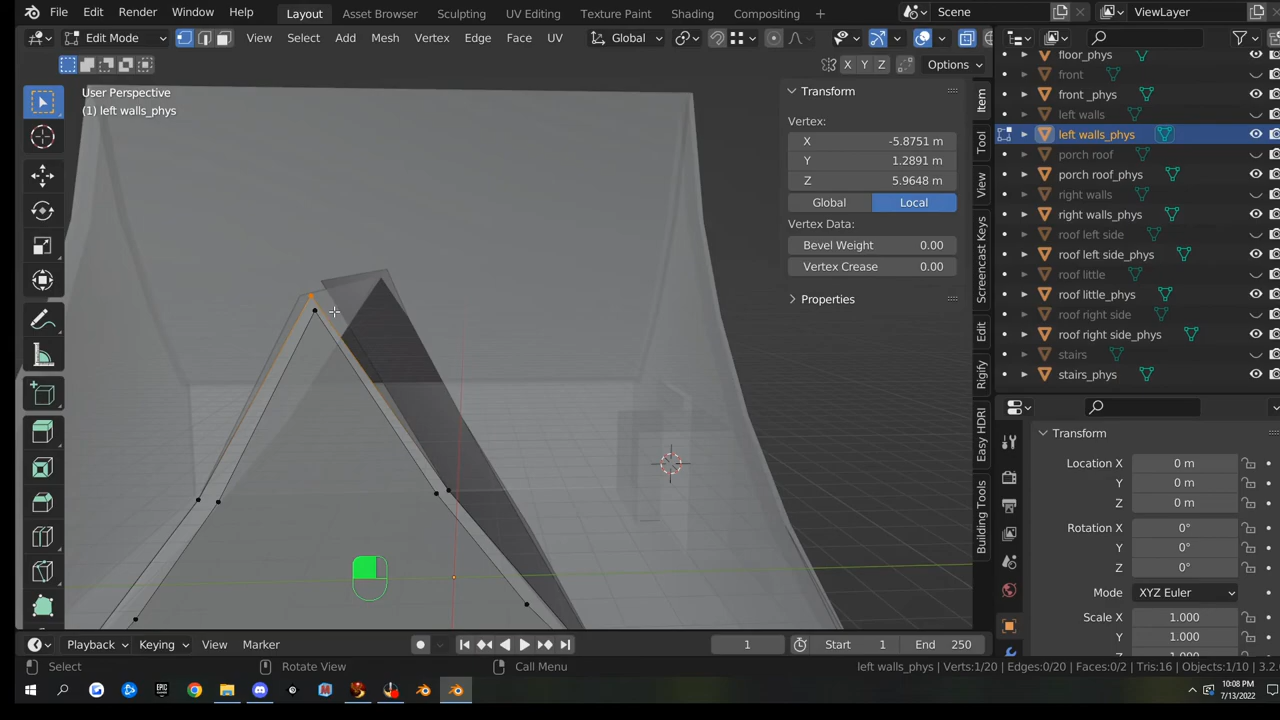 File Edit Render Window Help Layout Asset Browser Sculpting UV Editing Texture Paint Shading Compositing Scene ViewLayer
Edit Mode View Select Add Mesh Vertex Edge Face UV Global
X Y Z Options
User Perspective
(1) left walls_phys
Transform
Vertex:
X -5.8751 m
Y 1.2891 m
Z 5.9648 m
Global Local
Vertex Data:
Bevel Weight 0.00
Vertex Crease 0.00
Properties
Item
Tool
View
Screencast Keys
Edit
Rigify
Easy HDRI
Building Tools
floor_phys
front
front _phys
left walls
left walls_phys
porch roof
porch roof_phys
right walls
right walls_phys
roof left side
roof left side_phys
roof little
roof little_phys
roof right side
roof right side_phys
stairs
stairs_phys
Transform
Location X 0 m
Y 0 m
Z 0 m
Rotation X 0°
Y 0°
Z 0°
Mode XYZ Euler
Scale X 1.000
Y 1.000
Playback Keying View Marker 1 Start 1 End 250
Select Rotate View Call Menu left walls_phys | Verts:1/20 | Edges:0/20 | Faces:0/2 | Tris:16 | Objects:1/10 | 3.2.
10:08 PM
7/13/2022